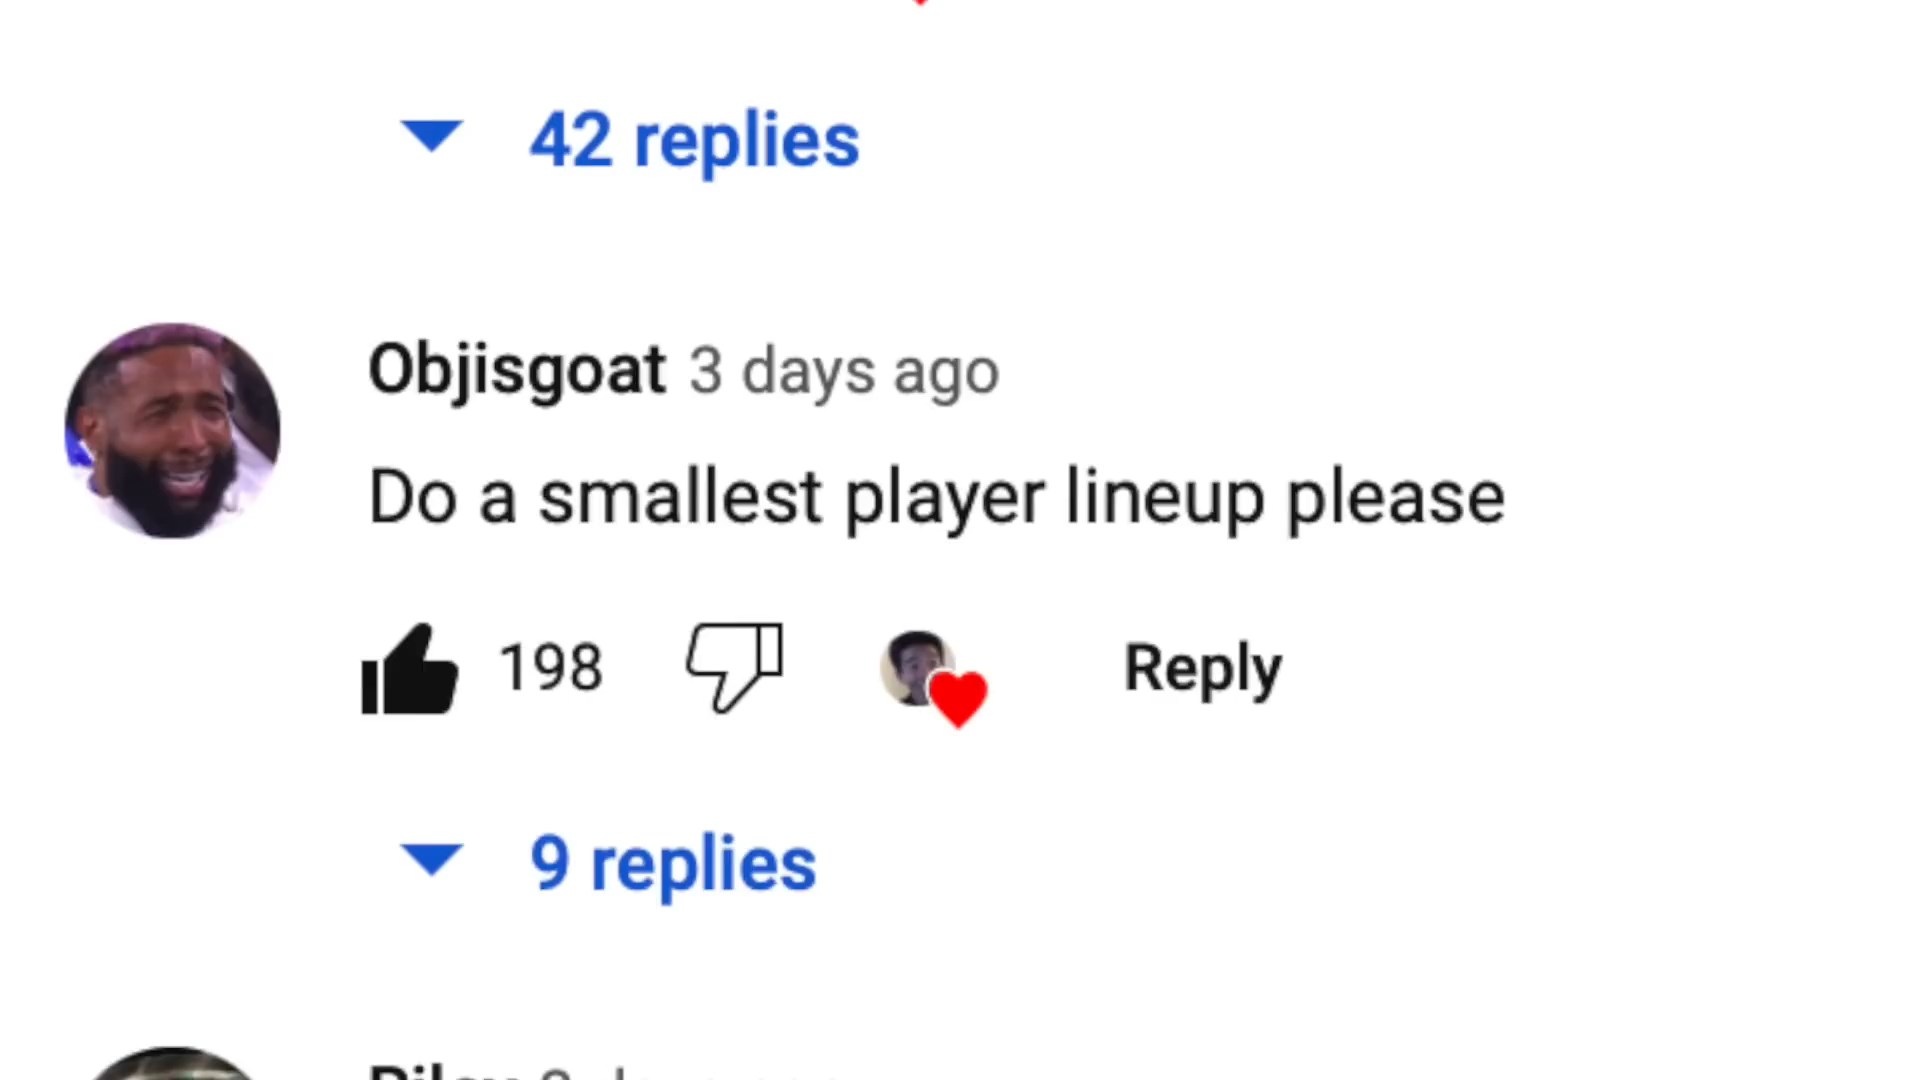 42 replies
Objisgoat 3 days ago
Do a smallest player lineup please
198
Reply
9 replies